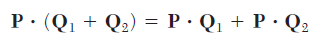 P · (Q₁ + Q₂) = P · Q₁ + P · Q₂